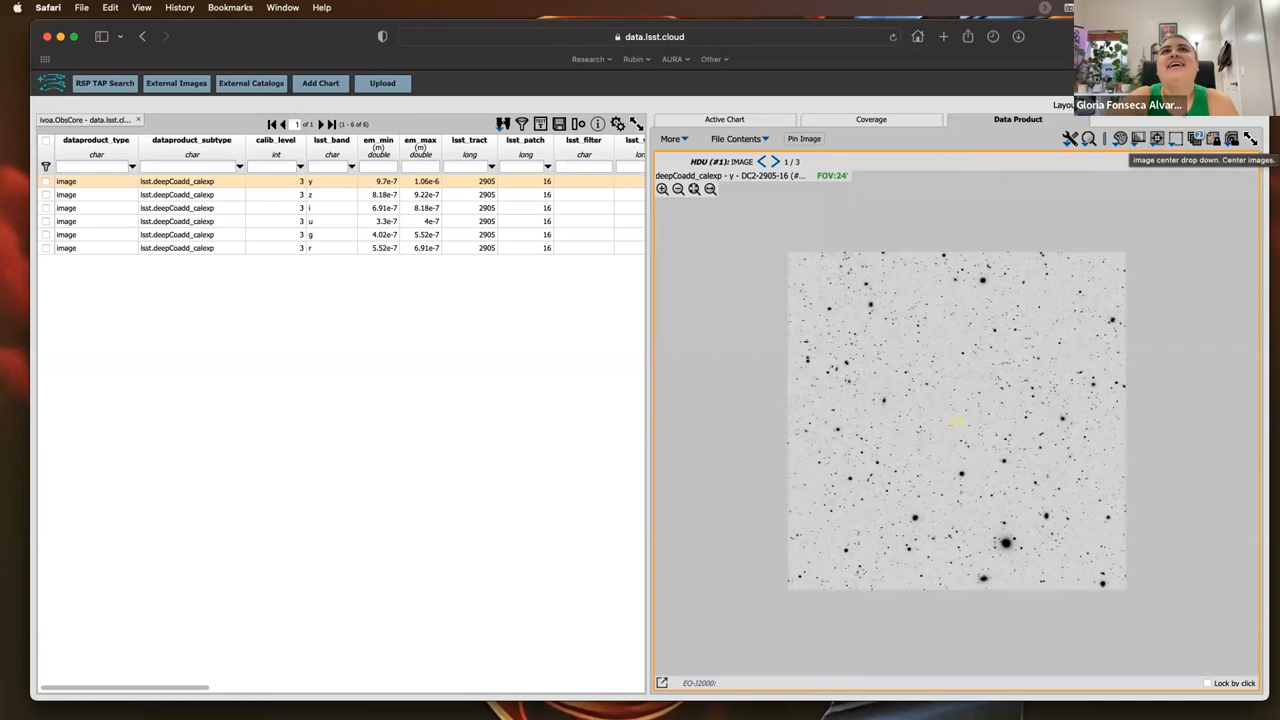 Safari File Edit View History Bookmarks Window Help
data.lsst.cloud
Research Rubin AURA Other
RSP TAP Search External Images External Catalogs Add Chart Upload
Gloria Fonseca Alvar...
Layou
ivoa.ObsCore - data.lsst.cl... ×
1 of 1 (1 - 6 of 6)
Active Chart Coverage Data Product
More File Contents Pin Image
Image center drop down. Center images.
dataproduct_type dataproduct_subtype calib_level lsst_band em_min em_max lsst_tract lsst_patch lsst_filter
(m) (m)
char char int char double double long long char
HDU (#1): IMAGE 1 / 3
deepCoadd_calexp - y - DC2-2905-16 (#... FOV:24'
image lsst.deepCoadd_calexp 3 y 9.7e-7 1.06e-6 2905 16
image lsst.deepCoadd_calexp 3 z 8.18e-7 9.22e-7 2905 16
image lsst.deepCoadd_calexp 3 i 6.91e-7 8.18e-7 2905 16
image lsst.deepCoadd_calexp 3 u 3.3e-7 4e-7 2905 16
image lsst.deepCoadd_calexp 3 g 4.02e-7 5.52e-7 2905 16
image lsst.deepCoadd_calexp 3 r 5.52e-7 6.91e-7 2905 16
EQ-J2000: Lock by click